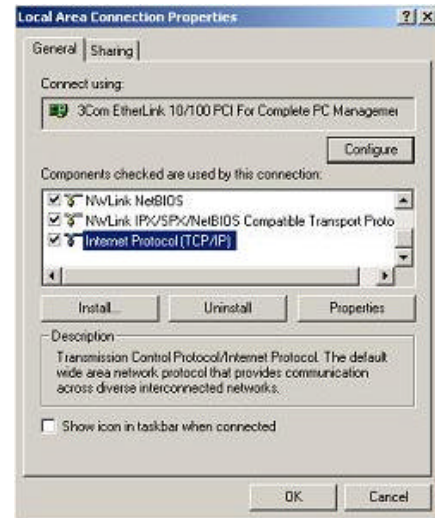 Local Area Connection Properties
General Sharing
Connect using:
3Com EtherLink 10/100 PCI For Complete PC Managemer
Configure
Components checked are used by this connection:
NWLink NetBIOS
NWLink IPX/SPX/NetBIOS Compatible Transport Proto
Internet Protocol (TCP/IP)
Install... Uninstall Properties
Description
Transmission Control Protocol/Internet Protocol. The default
wide area network protocol that provides communication
across diverse interconnected networks.
Show icon in taskbar when connected
OK Cancel